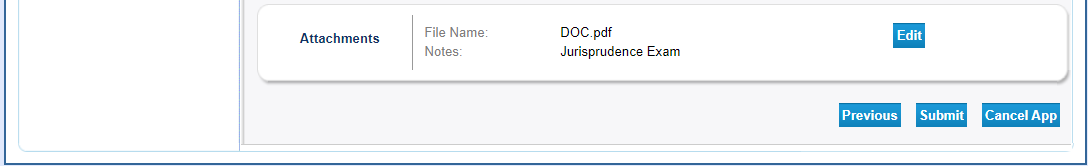 Attachments
File Name: DOC.pdf
Notes: Jurisprudence Exam
Edit
Previous Submit Cancel App